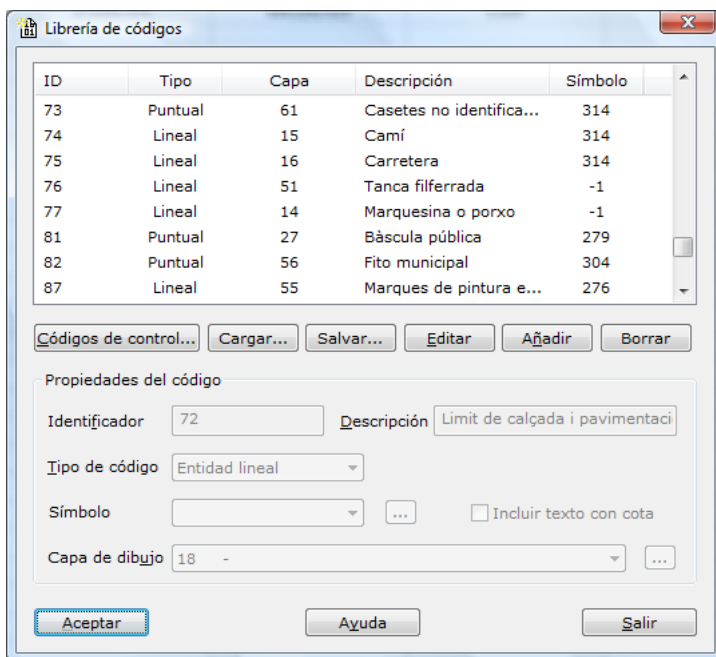 Librería de códigos
ID Tipo Capa Descripción Símbolo
73 Puntual 61 Casetes no identifica... 314
74 Lineal 15 Camí 314
75 Lineal 16 Carretera 314
76 Lineal 51 Tanca filferrada -1
77 Lineal 14 Marquesina o porxo -1
81 Puntual 27 Bàscula pública 279
82 Puntual 56 Fito municipal 304
87 Lineal 55 Marques de pintura e... 276
Códigos de control... Cargar... Salvar... Editar Añadir Borrar
Propiedades del código
Identificador 72 Descripción Limit de calçada i pavimentaci
Tipo de código Entidad lineal
Símbolo ... Incluir texto con cota
Capa de dibujo 18 - ...
Aceptar Ayuda Salir